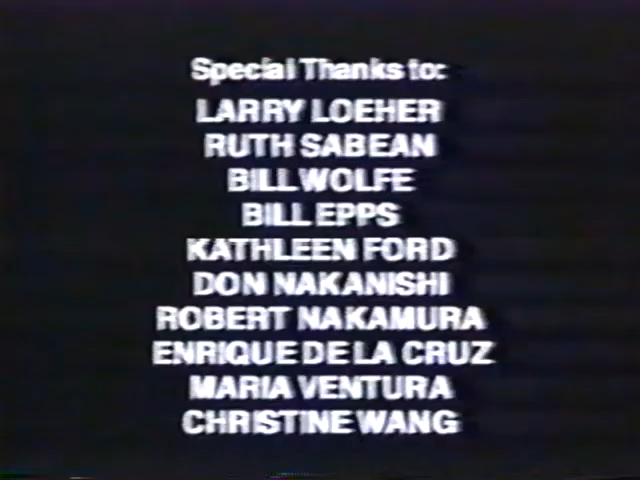 Special Thanks to:
LARRY LOEHER
RUTH SABEAN
BILL WOLFE
BILL EPPS
KATHLEEN FORD
DON NAKANISHI
ROBERT NAKAMURA
ENRIQUE DE LA CRUZ
MARIA VENTURA
CHRISTINE WANG